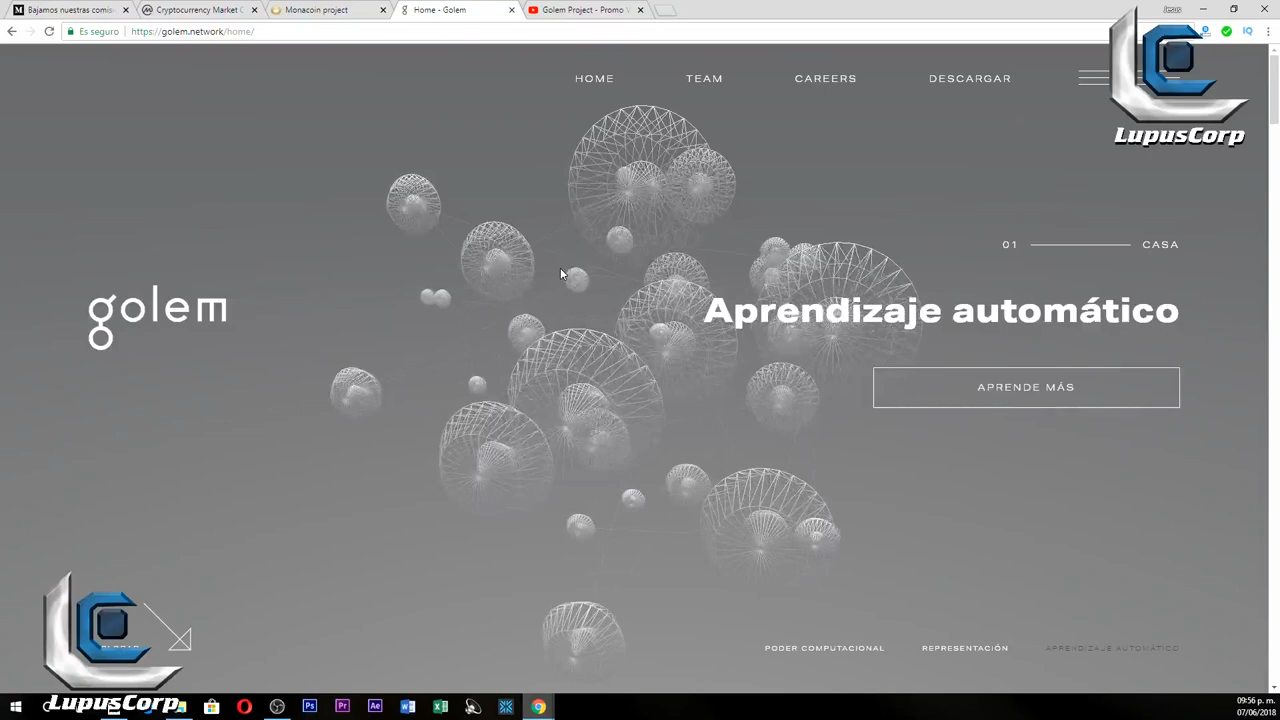 Bajamos nuestras comis
Cryptocurrency Market C
Monacoin project
Home - Golem
Golem Project - Promo V
Jesus
Es seguro
https://golem.network/home/
IQ
HOME
TEAM
CAREERS
DESCARGAR
LupusCorp
01
CASA
golem
Aprendizaje automático
APRENDE MÁS
PODER COMPUTACIONAL
REPRESENTACIÓN
APRENDIZAJE AUTOMÁTICO
LupusCorp
09:56 p. m.
07/06/2018